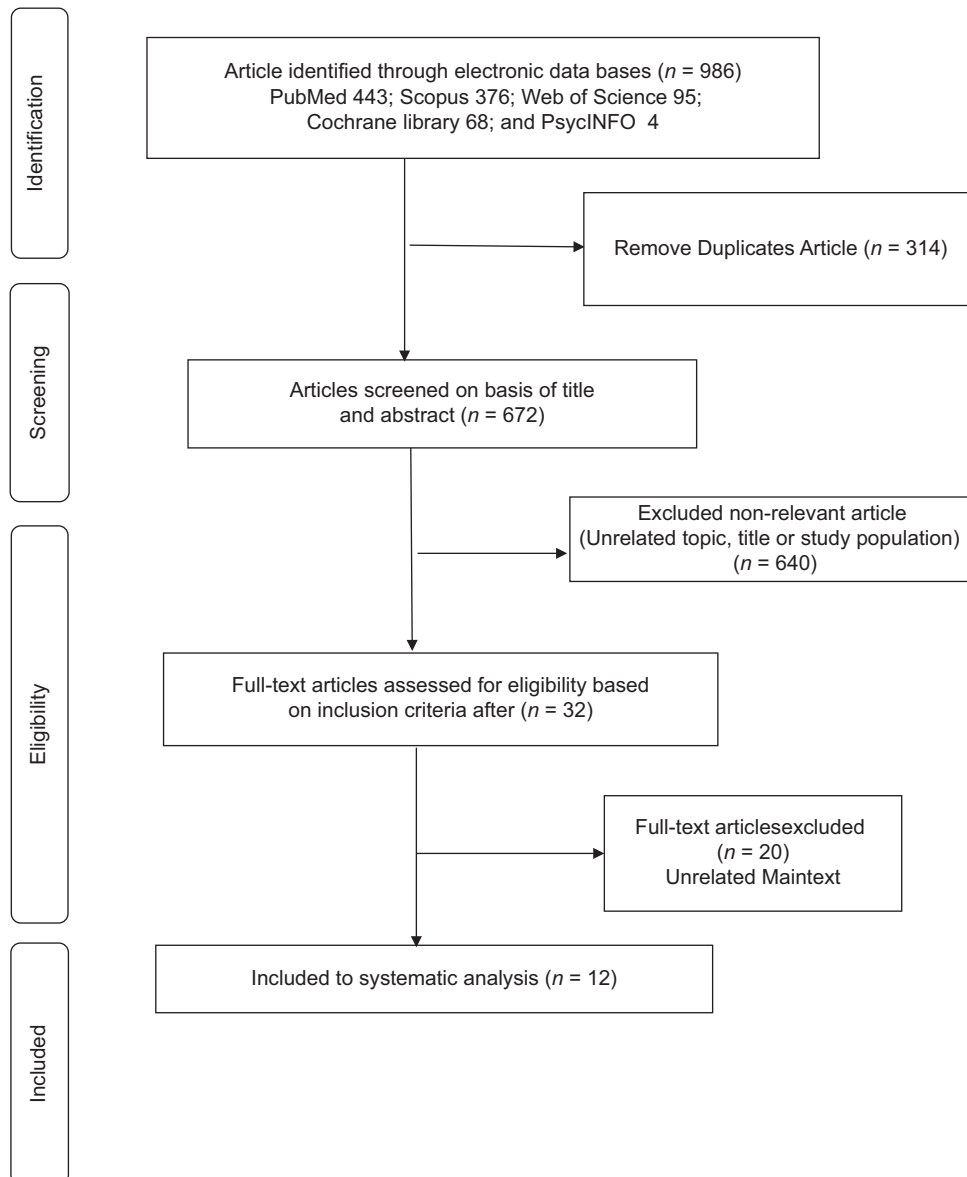 Identification
Article identified through electronic data bases (n = 986)
PubMed 443; Scopus 376; Web of Science 95;
Cochrane library 68; and PsycINFO 4
Remove Duplicates Article (n = 314)
Screening
Articles screened on basis of title
and abstract (n = 672)
Excluded non-relevant article
(Unrelated topic, title or study population)
(n = 640)
Eligibility
Full-text articles assessed for eligibility based
on inclusion criteria after (n = 32)
Full-text articlesexcluded
(n = 20)
Unrelated Maintext
Included
Included to systematic analysis (n = 12)